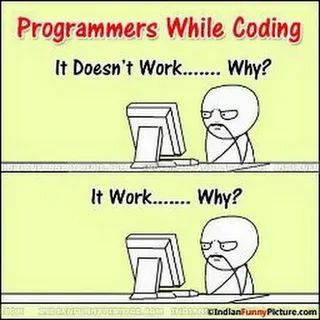 Programmers While Coding
It Doesn't Work....... Why?
It Work....... Why?
©IndianFunnyPicture.com